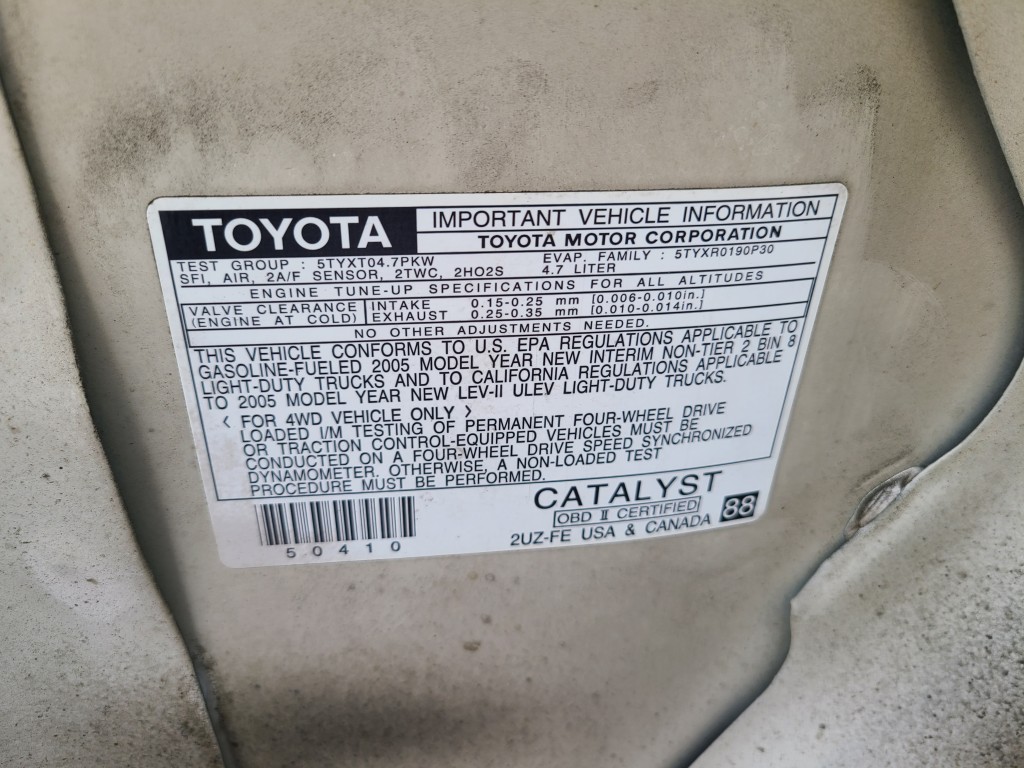 TOYOTA
IMPORTANT VEHICLE INFORMATION
TOYOTA MOTOR CORPORATION
TEST GROUP : 5TYXT04.7PKW EVAP. FAMILY : 5TYXR0190P30
SFI, AIR, 2A/F SENSOR, 2TWC, 2HO2S 4.7 LITER
ENGINE TUNE-UP SPECIFICATIONS FOR ALL ALTITUDES
VALVE CLEARANCE INTAKE 0.15-0.25 mm [0.006-0.010in.]
(ENGINE AT COLD) EXHAUST 0.25-0.35 mm [0.010-0.014in.]
NO OTHER ADJUSTMENTS NEEDED.
THIS VEHICLE CONFORMS TO U.S. EPA REGULATIONS APPLICABLE TO
GASOLINE-FUELED 2005 MODEL YEAR NEW INTERIM NON-TIER 2 BIN 8
LIGHT-DUTY TRUCKS AND TO CALIFORNIA REGULATIONS APPLICABLE
TO 2005 MODEL YEAR NEW LEV-II ULEV LIGHT-DUTY TRUCKS.
< FOR 4WD VEHICLE ONLY >
LOADED I/M TESTING OF PERMANENT FOUR-WHEEL DRIVE
OR TRACTION CONTROL-EQUIPPED VEHICLES MUST BE
CONDUCTED ON A FOUR-WHEEL DRIVE SPEED SYNCHRONIZED
DYNAMOMETER. OTHERWISE, A NON-LOADED TEST
PROCEDURE MUST BE PERFORMED.
CATALYST
OBD II CERTIFIED
88
2UZ-FE USA & CANADA
50410